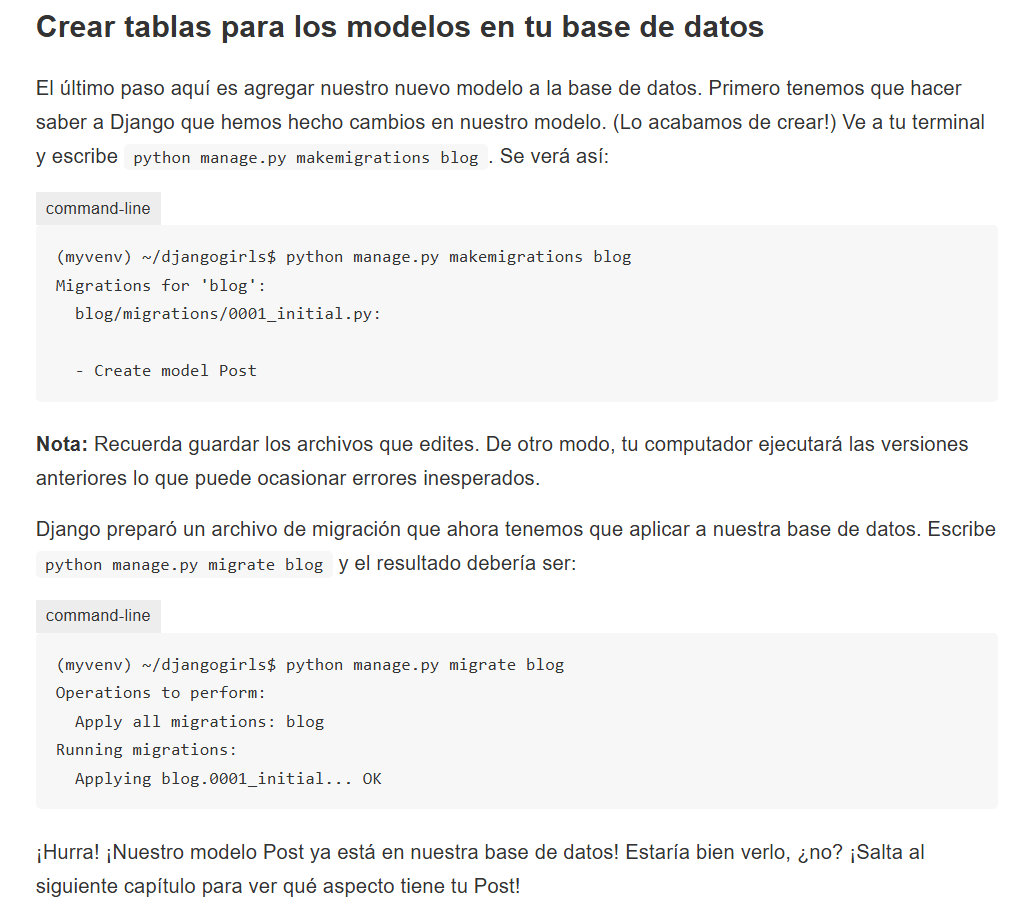 Crear tablas para los modelos en tu base de datos
El último paso aquí es agregar nuestro nuevo modelo a la base de datos. Primero tenemos que hacer
saber a Django que hemos hecho cambios en nuestro modelo. (Lo acabamos de crear!) Ve a tu terminal
y escribe python manage.py makemigrations blog . Se verá así:
command-line
(myvenv) ~/djangogirls$ python manage.py makemigrations blog
Migrations for 'blog':
  blog/migrations/0001_initial.py:
  - Create model Post
Nota: Recuerda guardar los archivos que edites. De otro modo, tu computador ejecutará las versiones
anteriores lo que puede ocasionar errores inesperados.
Django preparó un archivo de migración que ahora tenemos que aplicar a nuestra base de datos. Escribe
python manage.py migrate blog y el resultado debería ser:
command-line
(myvenv) ~/djangogirls$ python manage.py migrate blog
Operations to perform:
  Apply all migrations: blog
Running migrations:
  Applying blog.0001_initial... OK
¡Hurra! ¡Nuestro modelo Post ya está en nuestra base de datos! Estaría bien verlo, ¿no? ¡Salta al
siguiente capítulo para ver qué aspecto tiene tu Post!